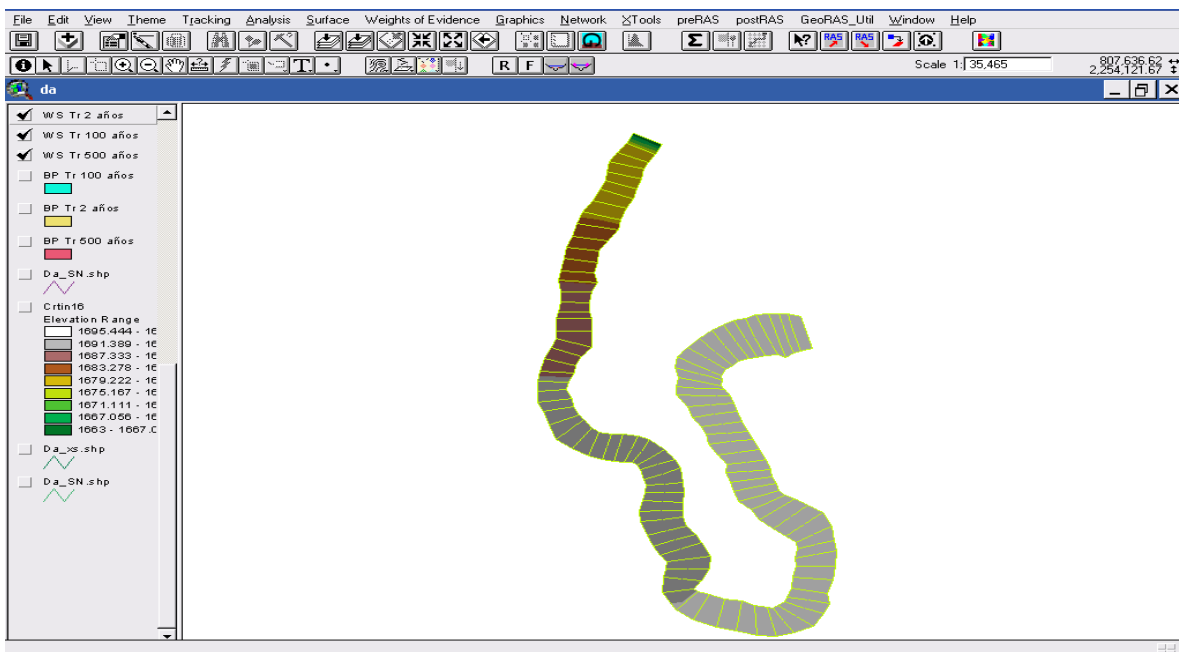 File Edit View Theme Tracking Analysis Surface Weights of Evidence Graphics Network XTools preRAS postRAS GeoRAS_Util Window Help
RAS RAS
R F Scale 1: 35,465 807,636.62
2,254,121.67
da
WS Tr 2 años
WS Tr 100 años
WS Tr 500 años
BP Tr 100 años
BP Tr 2 años
BP Tr 500 años
Da_SN.shp
Crtin16
Elevation Range
1695.444 - 16
1691.389 - 16
1687.333 - 16
1683.278 - 16
1679.222 - 16
1675.167 - 16
1671.111 - 16
1667.056 - 16
1663 - 1667.0
Da_xs.shp
Da_SN.shp